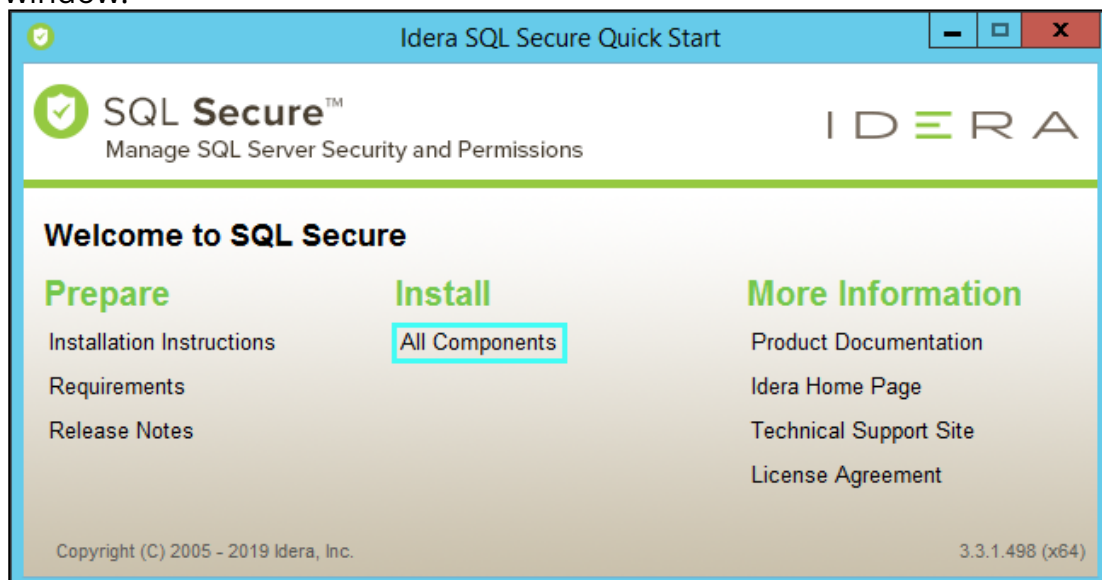 window.
Idera SQL Secure Quick Start
SQL Secure™
IDERA
Manage SQL Server Security and Permissions
Welcome to SQL Secure
Prepare
Install
More Information
Installation Instructions
All Components
Product Documentation
Requirements
Idera Home Page
Release Notes
Technical Support Site
License Agreement
Copyright (C) 2005 - 2019 Idera, Inc.
3.3.1.498 (x64)